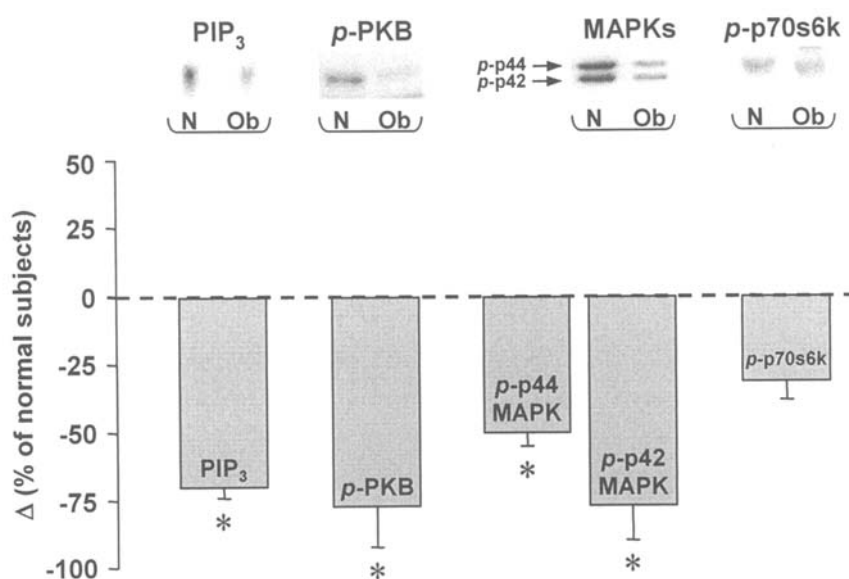 PIP₃ p-PKB MAPKs p-p70s6k
p-p44
p-p42
N Ob N Ob N Ob N Ob
50
25
0
-25
-50
-75
-100
Δ (% of normal subjects)
PIP₃
*
p-PKB
*
p-p44
MAPK
*
p-p42
MAPK
*
p-p70s6k